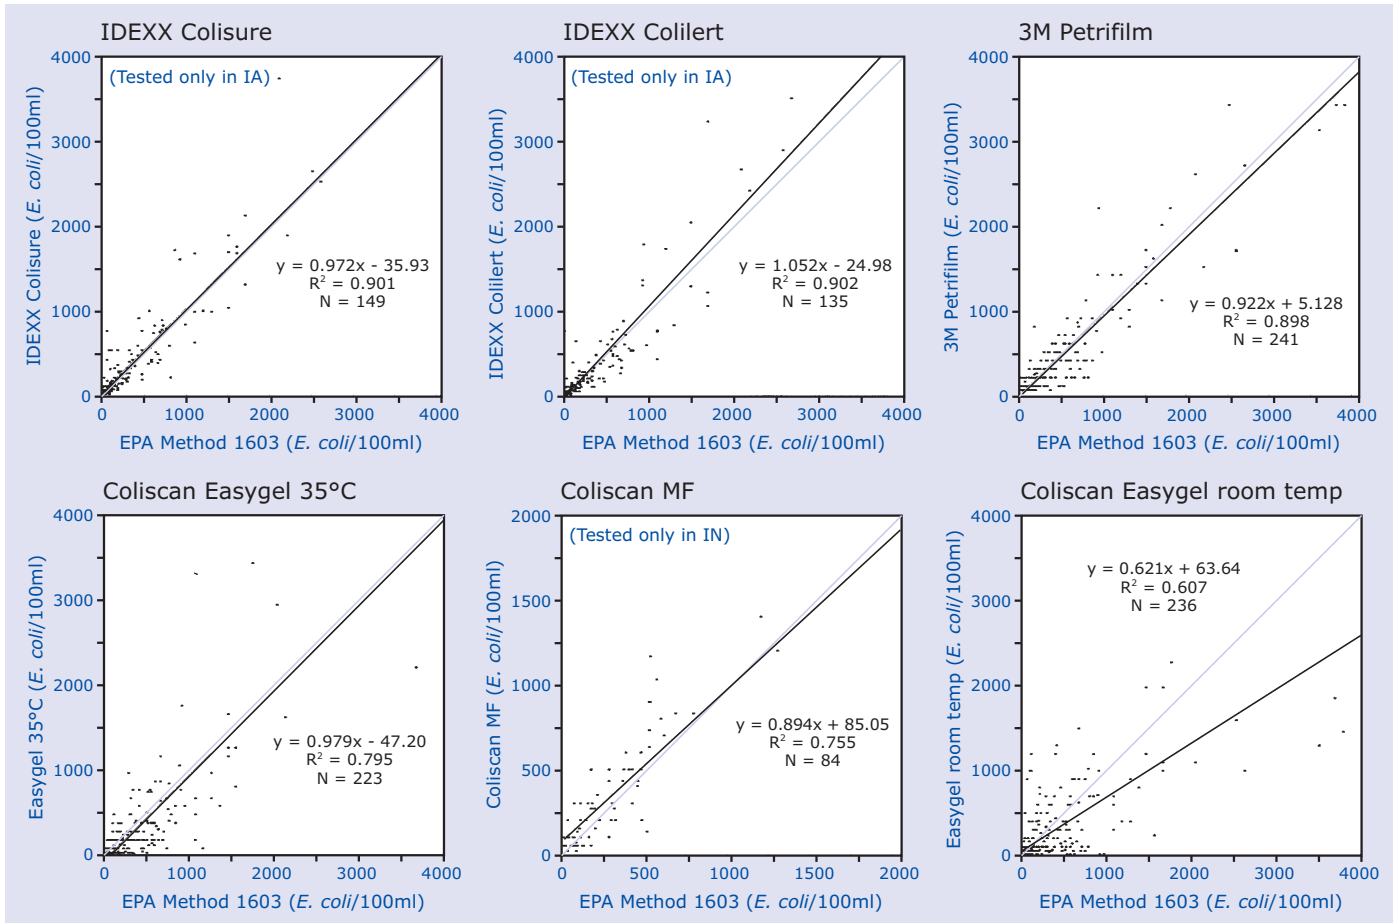 IDEXX Colisure
(Tested only in IA)
IDEXX Colisure (E. coli/100ml)
4000
3000
2000
1000
0
y = 0.972x - 35.93
R² = 0.901
N = 149
0 1000 2000 3000 4000
EPA Method 1603 (E. coli/100ml)
IDEXX Colilert
(Tested only in IA)
IDEXX Colilert (E. coli/100ml)
4000
3000
2000
1000
0
y = 1.052x - 24.98
R² = 0.902
N = 135
0 1000 2000 3000 4000
EPA Method 1603 (E. coli/100ml)
3M Petrifilm
3M Petrifilm (E. coli/100ml)
4000
3000
2000
1000
0
y = 0.922x + 5.128
R² = 0.898
N = 241
0 1000 2000 3000 4000
EPA Method 1603 (E. coli/100ml)
Coliscan Easygel 35°C
Easygel 35°C (E. coli/100ml)
4000
3000
2000
1000
0
y = 0.979x - 47.20
R² = 0.795
N = 223
0 1000 2000 3000 4000
EPA Method 1603 (E. coli/100ml)
Coliscan MF
(Tested only in IN)
Coliscan MF (E. coli/100ml)
2000
1500
1000
500
0
y = 0.894x + 85.05
R² = 0.755
N = 84
0 500 1000 1500 2000
EPA Method 1603 (E. coli/100ml)
Coliscan Easygel room temp
Easygel room temp (E. coli/100ml)
4000
3000
2000
1000
0
y = 0.621x + 63.64
R² = 0.607
N = 236
0 1000 2000 3000 4000
EPA Method 1603 (E. coli/100ml)